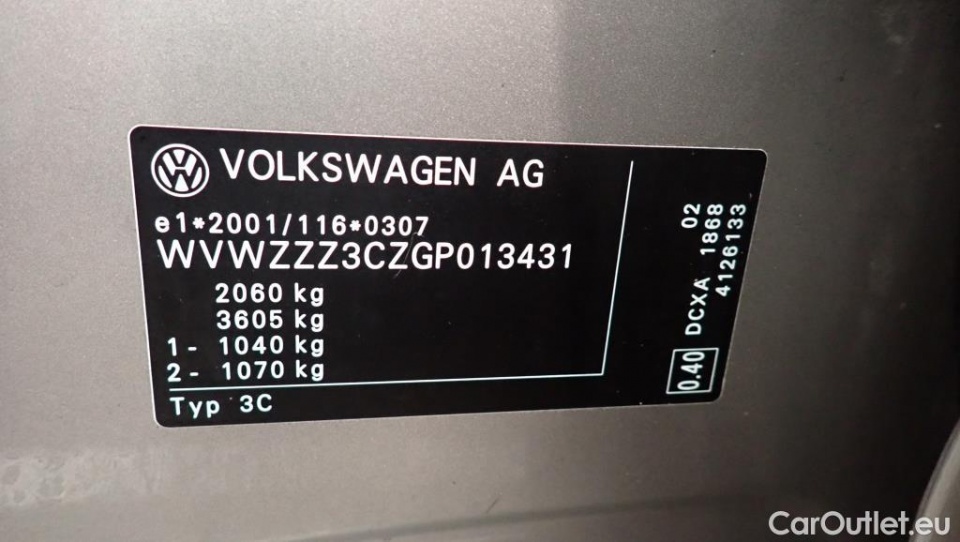 VOLKSWAGEN AG
e1*2001/116*0307
WVWZZZ3CZGP013431
2060 kg
3605 kg
1- 1040 kg
2- 1070 kg
Typ 3C
02
0.40 DCXA 1868
4126133
CarOutlet.eu